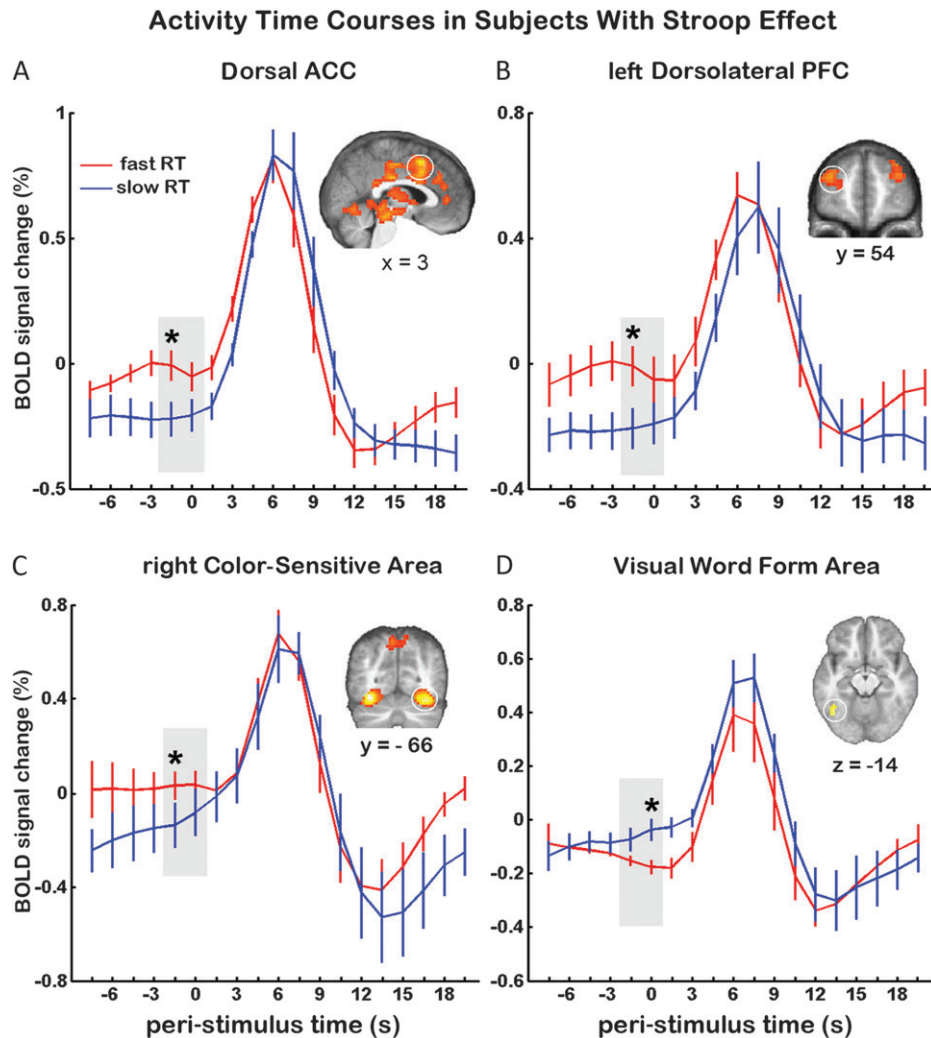 Activity Time Courses in Subjects With Stroop Effect
A
Dorsal ACC
BOLD signal change (%)
1
0.5
0
-0.5
fast RT
slow RT
*
x = 3
-6 -3 0 3 6 9 12 15 18
B
left Dorsolateral PFC
0.8
0.4
0
-0.4
*
y = 54
-6 -3 0 3 6 9 12 15 18
C
right Color-Sensitive Area
BOLD signal change (%)
0.8
0.4
0
-0.4
-0.8
*
y = - 66
-6 -3 0 3 6 9 12 15 18
peri-stimulus time (s)
D
Visual Word Form Area
0.6
0.4
0.2
-0
-0.2
-0.4
-0.6
*
z = -14
-6 -3 0 3 6 9 12 15 18
peri-stimulus time (s)